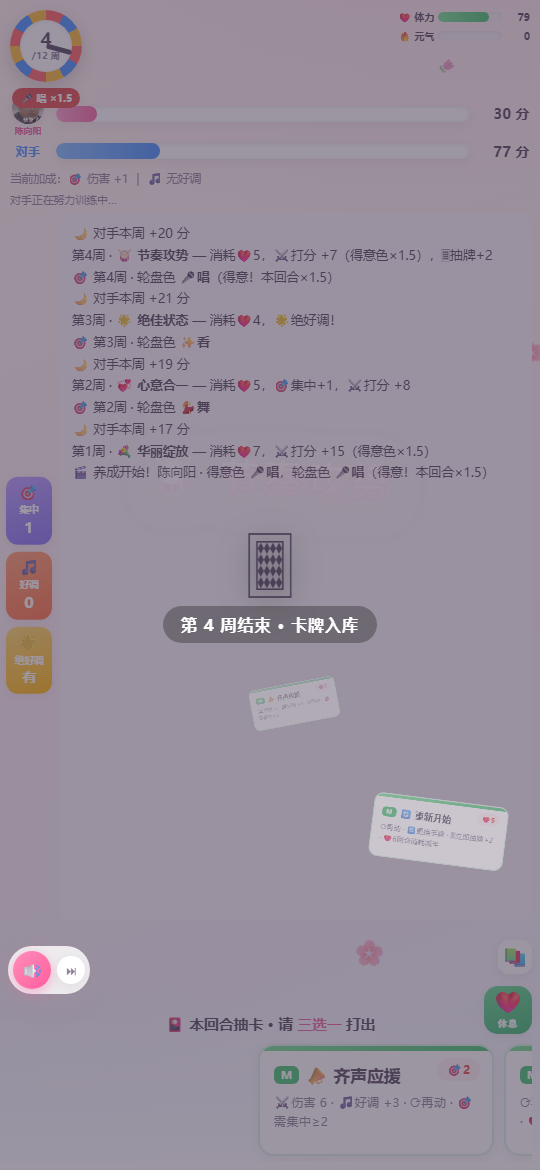 4
/12 周
体力 79
元气 0
唱 ×1.5
陈向阳 30 分
对手 77 分
当前加成: 伤害 +1 | 无好调
对手正在努力训练中...
对手本周 +20 分
第4周 · 节奏攻势 — 消耗 5, 打分 +7（得意色×1.5）, 抽牌+2
第4周 · 轮盘色 唱（得意！本回合×1.5）
对手本周 +21 分
第3周 · 绝佳状态 — 消耗 4, 绝好调！
第3周 · 轮盘色 香
对手本周 +19 分
第2周 · 心意合一 — 消耗 5, 集中+1, 打分 +8
第2周 · 轮盘色 舞
对手本周 +17 分
第1周 · 华丽绽放 — 消耗 7, 打分 +15（得意色×1.5）
养成开始！陈向阳 · 得意色 唱, 轮盘色 唱（得意！本回合×1.5）
集中
1
好调
0
绝好调
有
第 4 周结束 • 卡牌入库
M 齐声应援
M 重新开始 5
休息
本回合抽卡 • 请 三选一 打出
M 齐声应援 2
伤害 6 · 好调 +3 · 再动 ·
需集中≥2